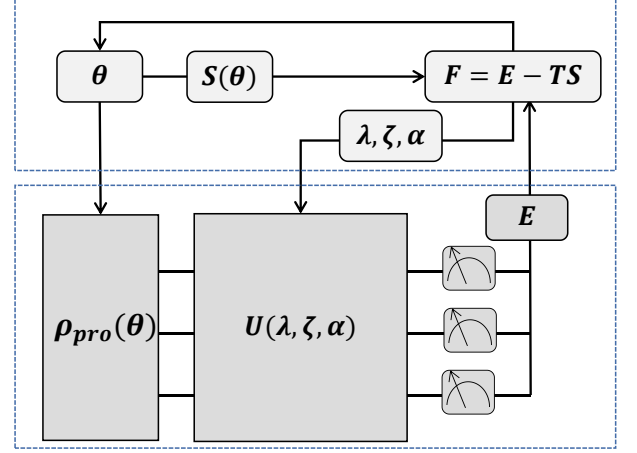 θ
S(θ)
F = E − TS
λ, ζ, α
E
ρ_pro(θ)
U(λ, ζ, α)